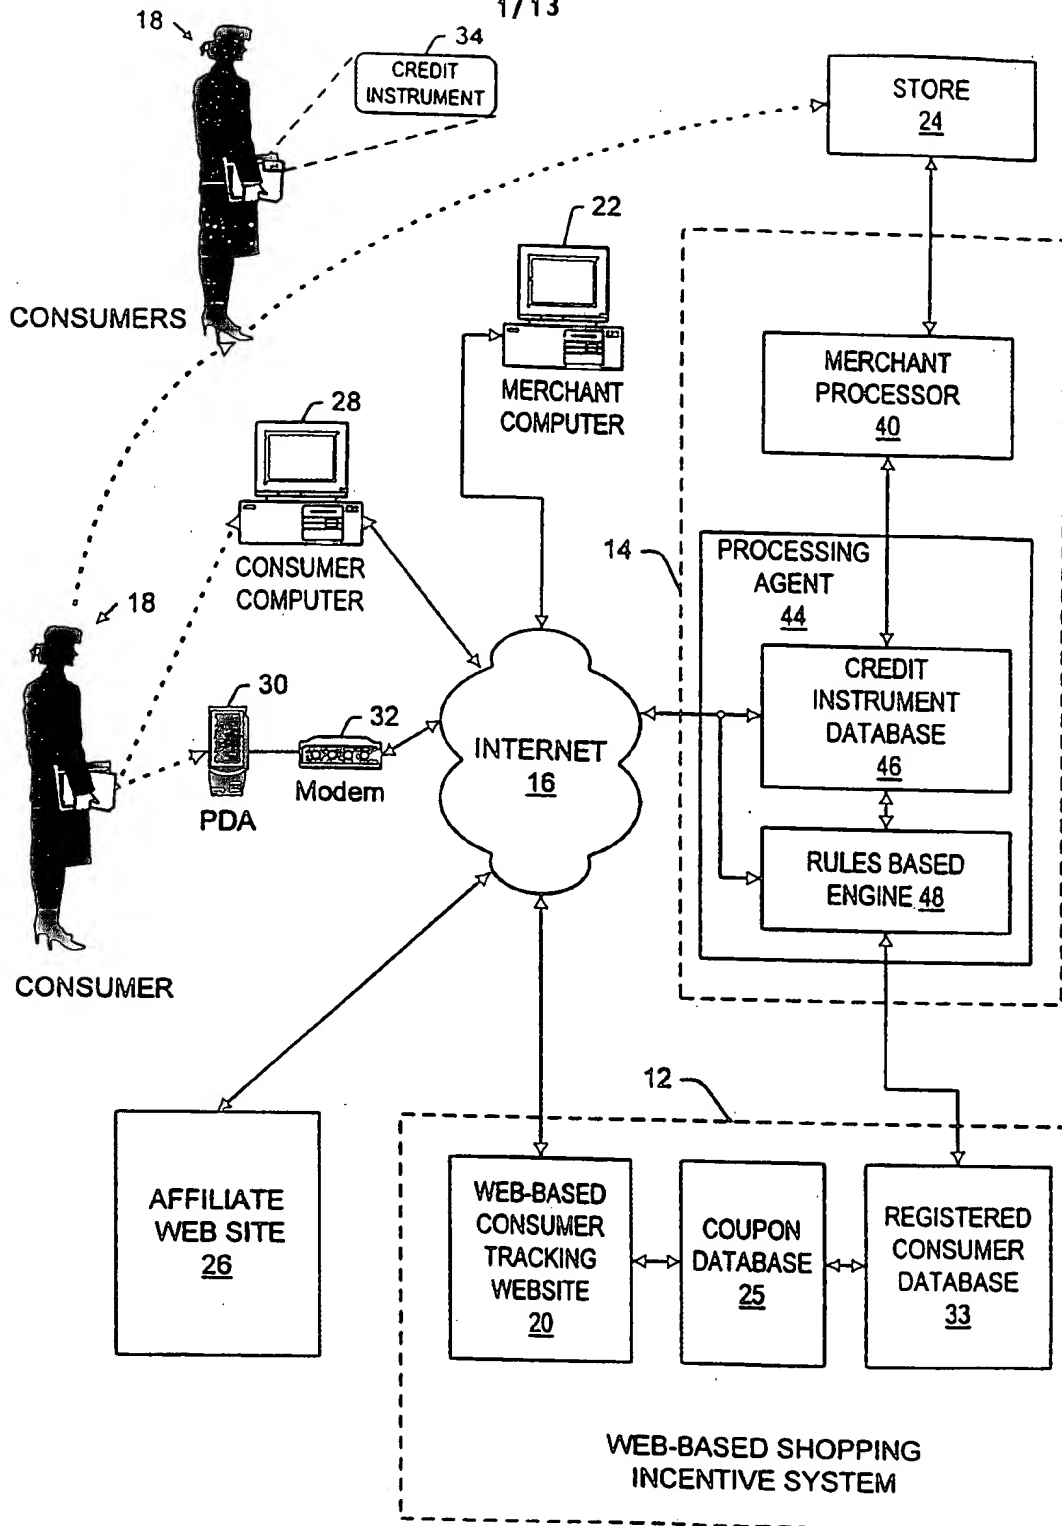 1/13
18
34
CREDIT
INSTRUMENT
STORE
24
22
CONSUMERS
MERCHANT
COMPUTER
MERCHANT
PROCESSOR
40
28
CONSUMER
COMPUTER
14
PROCESSING
AGENT
44
18
CREDIT
INSTRUMENT
DATABASE
46
30
32
PDA
Modem
INTERNET
16
RULES BASED
ENGINE 48
CONSUMER
12
AFFILIATE
WEB SITE
26
WEB-BASED
CONSUMER
TRACKING
WEBSITE
20
COUPON
DATABASE
25
REGISTERED
CONSUMER
DATABASE
33
WEB-BASED SHOPPING
INCENTIVE SYSTEM